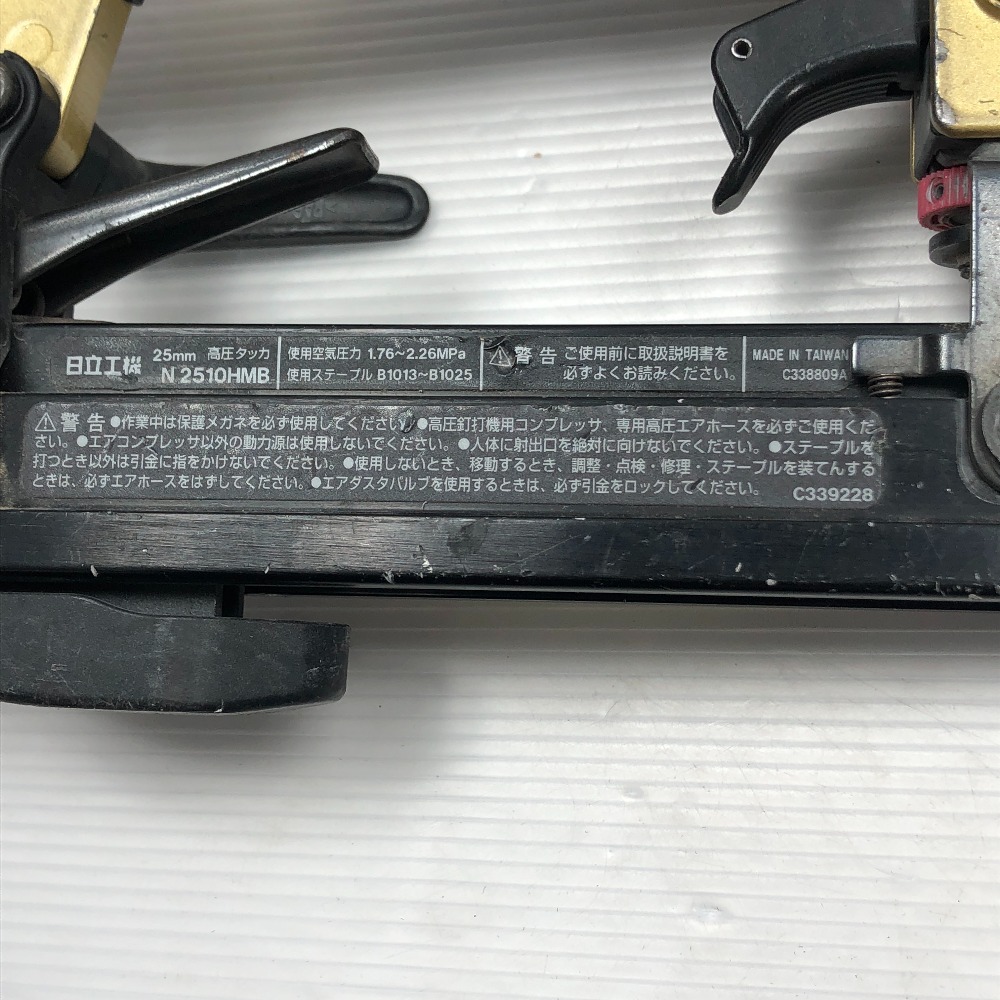 日立工機 25mm 高圧タッカ
N 2510HMB
使用空気圧力 1.76~2.26MPa
使用ステープル B1013~B1025
⚠警告 ご使用前に取扱説明書を
必ずよくお読みください。
MADE IN TAIWAN
C338809A
⚠警告 ●作業中は保護メガネを必ず使用してください。●高圧釘打機用コンプレッサ、専用高圧エアホースを必ずご使用くだ
さい。●エアコンプレッサ以外の動力源は使用しないでください。●人体に射出口を絶対に向けないでください。●ステープルを
打つとき以外は引金に指をかけないでください。●使用しないとき、移動するとき、調整・点検・修理・ステープルを装てんする
ときは、必ずエアホースをはずしてください。●エアダスタバルブを使用するときは、必ず引金をロックしてください。
C339228